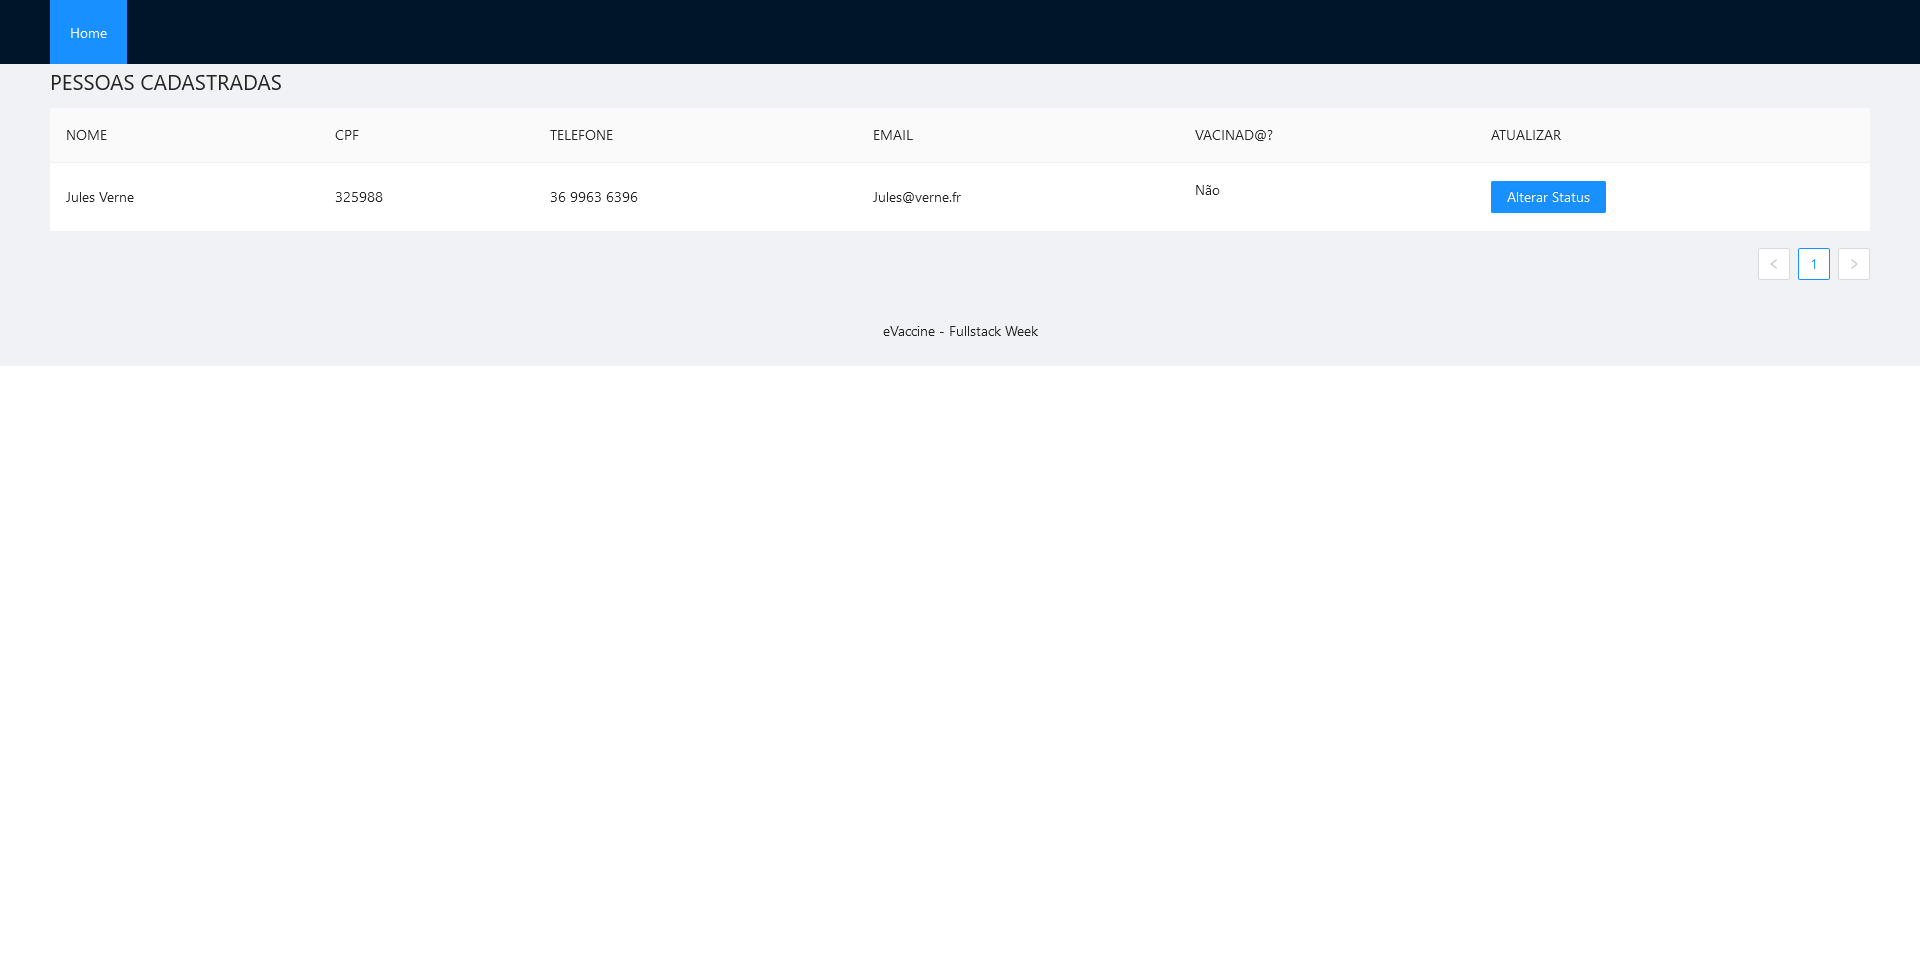 Home
PESSOAS CADASTRADAS
NOME CPF TELEFONE EMAIL VACINAD@? ATUALIZAR
Jules Verne 325988 36 9963 6396 Jules@verne.fr Não Alterar Status
< 1 >
eVaccine - Fullstack Week